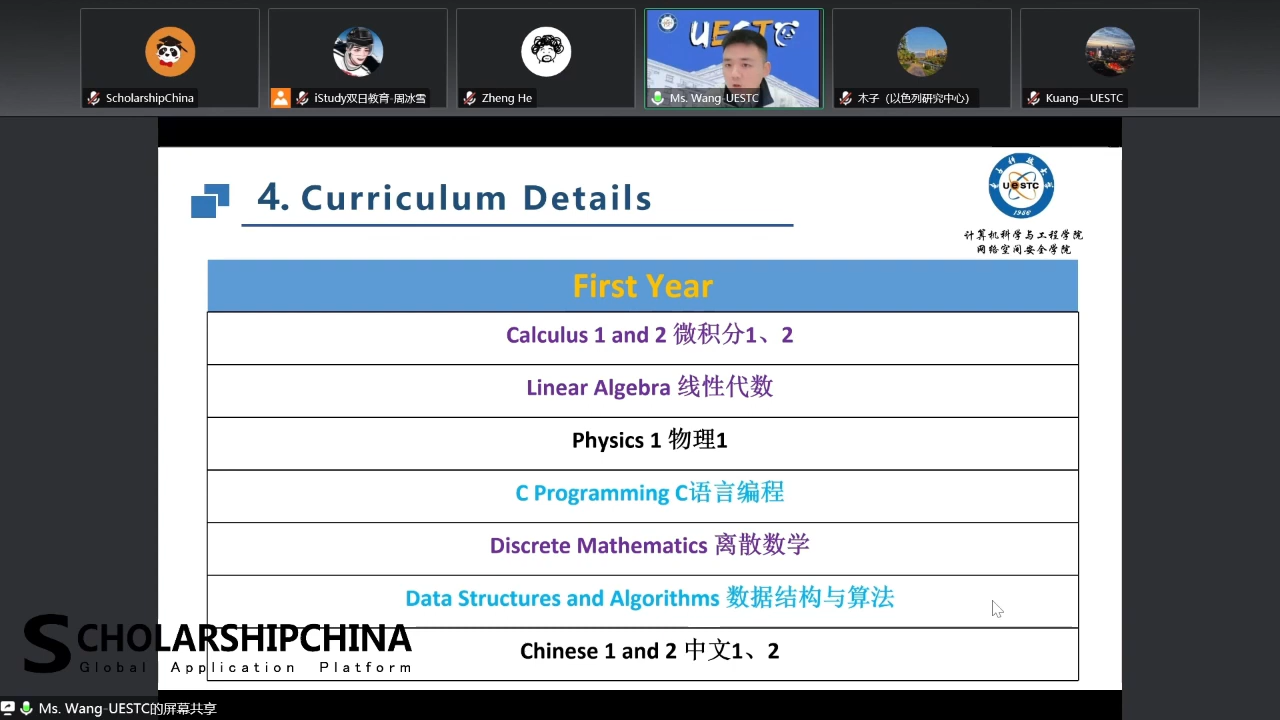 UESTC
ScholarshipChina
iStudy双日教育-周冰雪
Zheng He
Ms. Wang-UESTC
木子（以色列研究中心）
Kuang—UESTC
4. Curriculum Details
UeSTC
1956
计算机科学与工程学院
网络空间安全学院
First Year
Calculus 1 and 2 微积分1、2
Linear Algebra 线性代数
Physics 1 物理1
C Programming C语言编程
Discrete Mathematics 离散数学
Data Structures and Algorithms 数据结构与算法
Chinese 1 and 2 中文1、2
SCHOLARSHIPCHINA
Global Application Platform
Ms. Wang-UESTC的屏幕共享